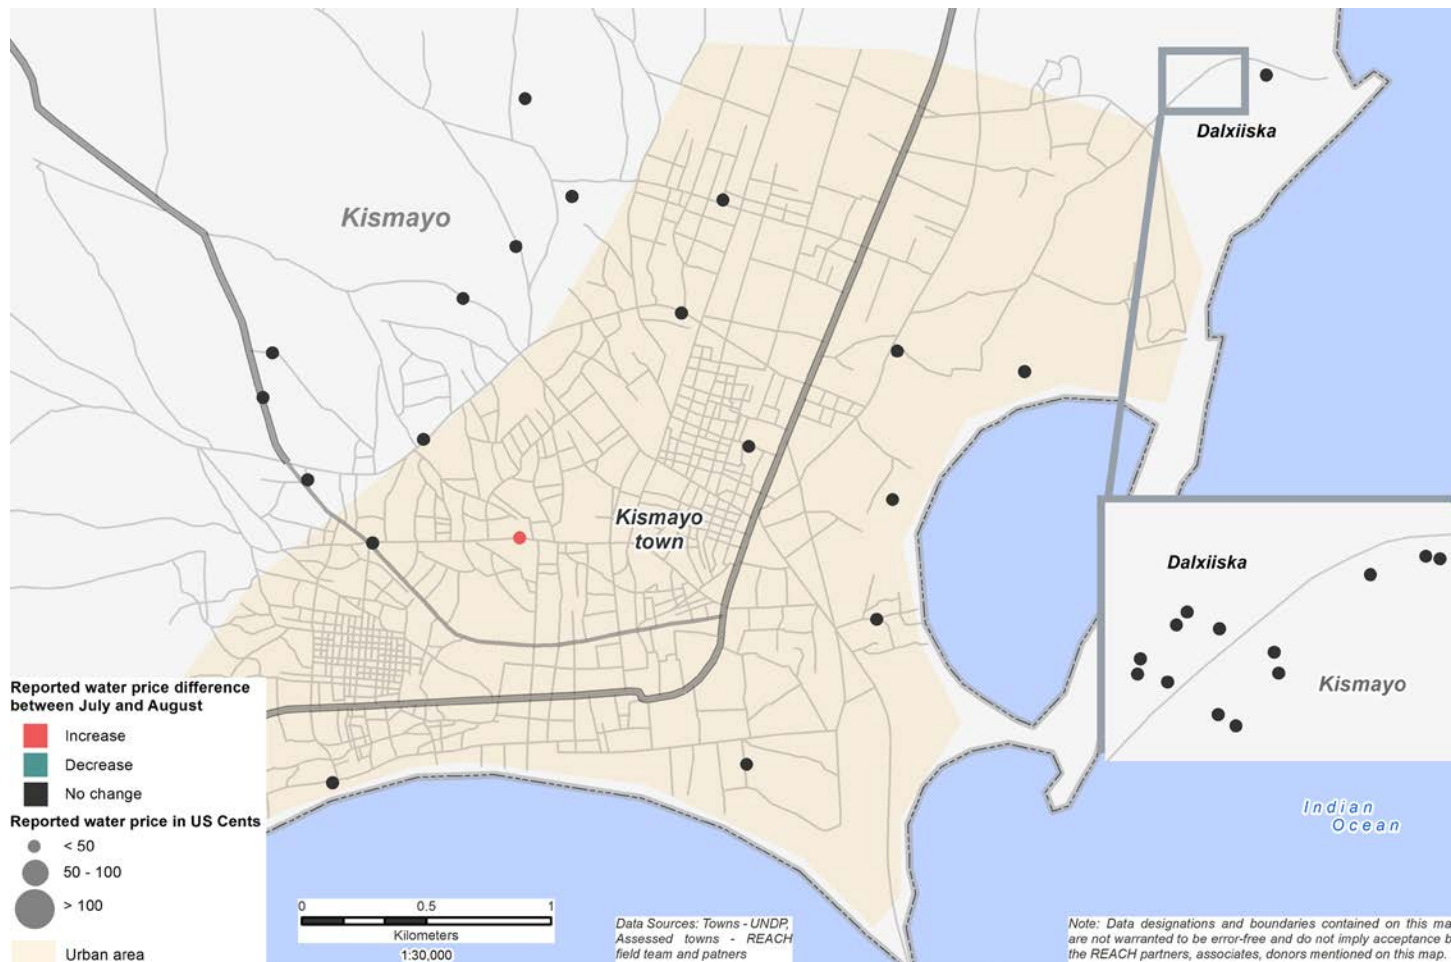 Dalxiiska
Kismayo
Kismayo
town
Dalxiiska
Kismayo
Reported water price difference
between July and August
Increase
Decrease
No change
Reported water price in US Cents
< 50
50 - 100
> 100
Urban area
0 0.5 1
Kilometers
1:30,000
Data Sources: Towns - UNDP,
Assessed towns - REACH
field team and patners
Indian
Ocean
Note: Data designations and boundaries contained on this ma
are not warranted to be error-free and do not imply acceptance b
the REACH partners, associates, donors mentioned on this map.